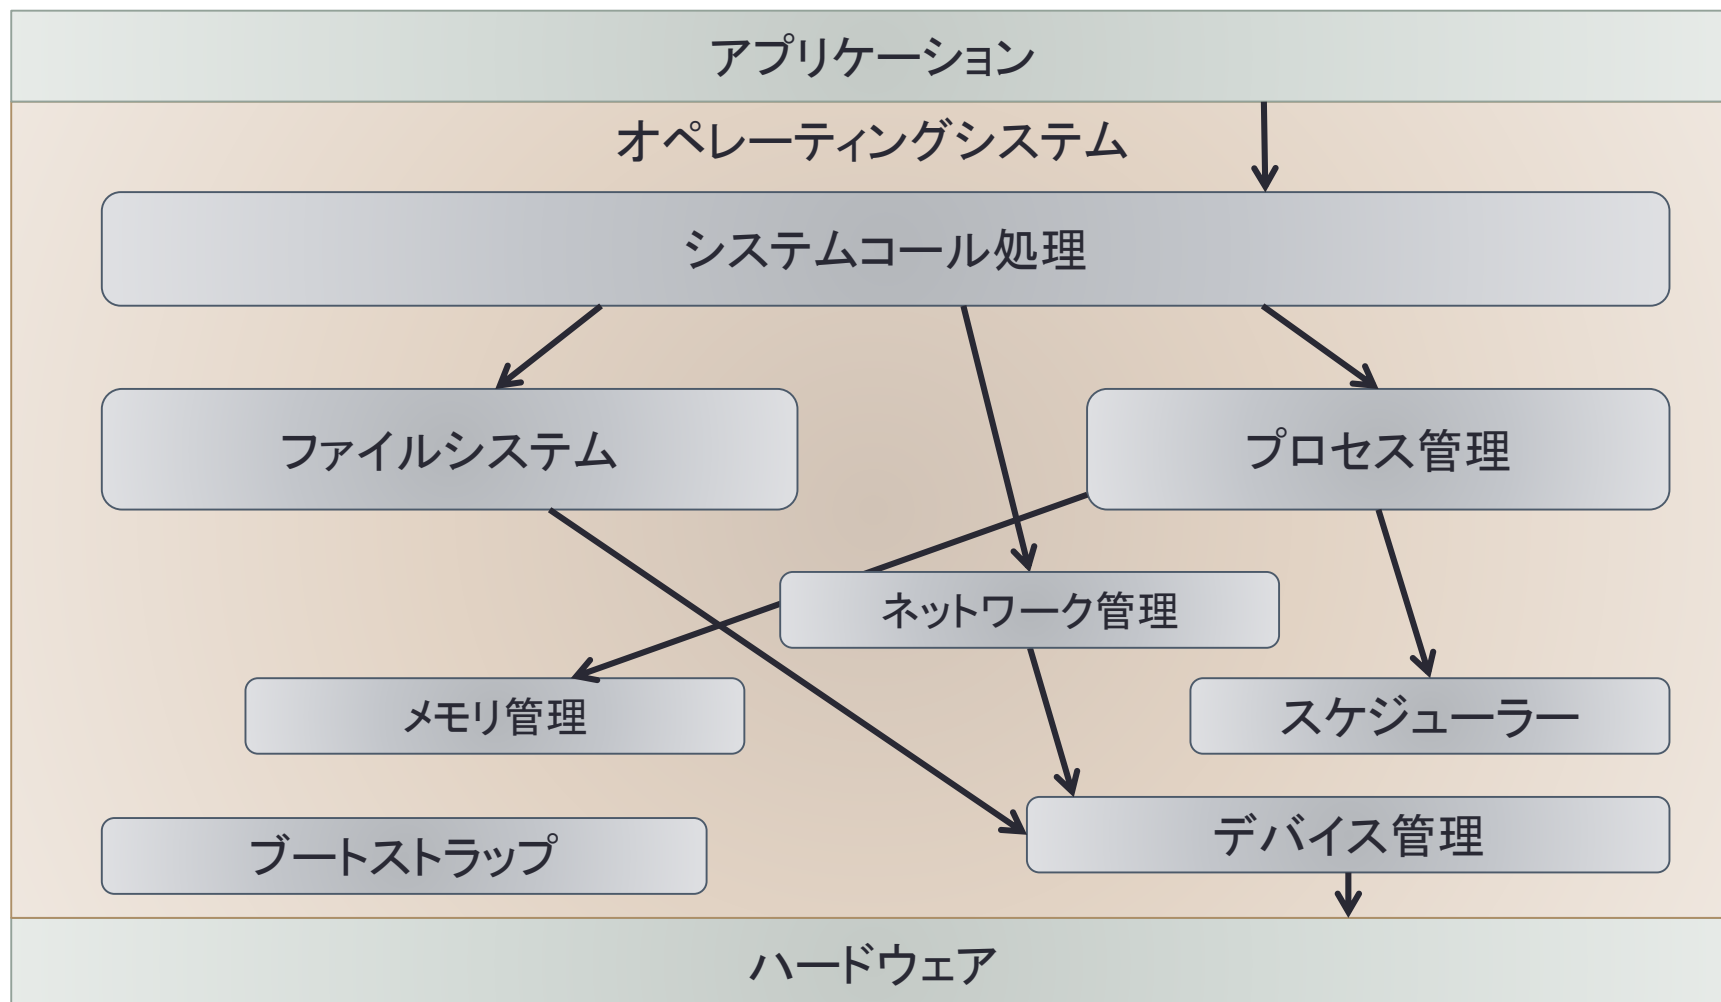 アプリケーション
オペレーティングシステム
システムコール処理
ファイルシステム
プロセス管理
ネットワーク管理
メモリ管理
スケジューラー
ブートストラップ
デバイス管理
ハードウェア